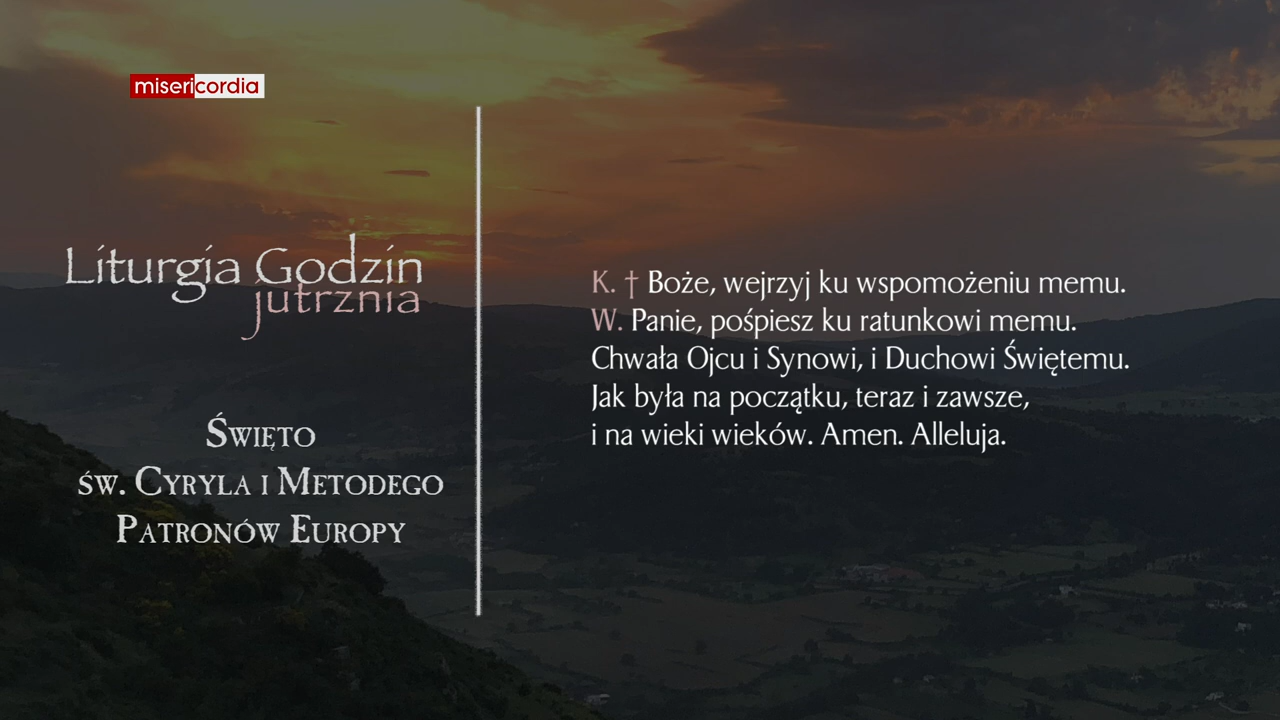 misericordia
Liturgia Godzin
jutrznia
Święto
św. Cyryla i Metodego
Patronów Europy
K. † Boże, wejrzyj ku wspomożeniu memu.
W. Panie, pośpiesz ku ratunkowi memu.
Chwała Ojcu i Synowi, i Duchowi Świętemu.
Jak była na początku, teraz i zawsze,
i na wieki wieków. Amen. Alleluja.